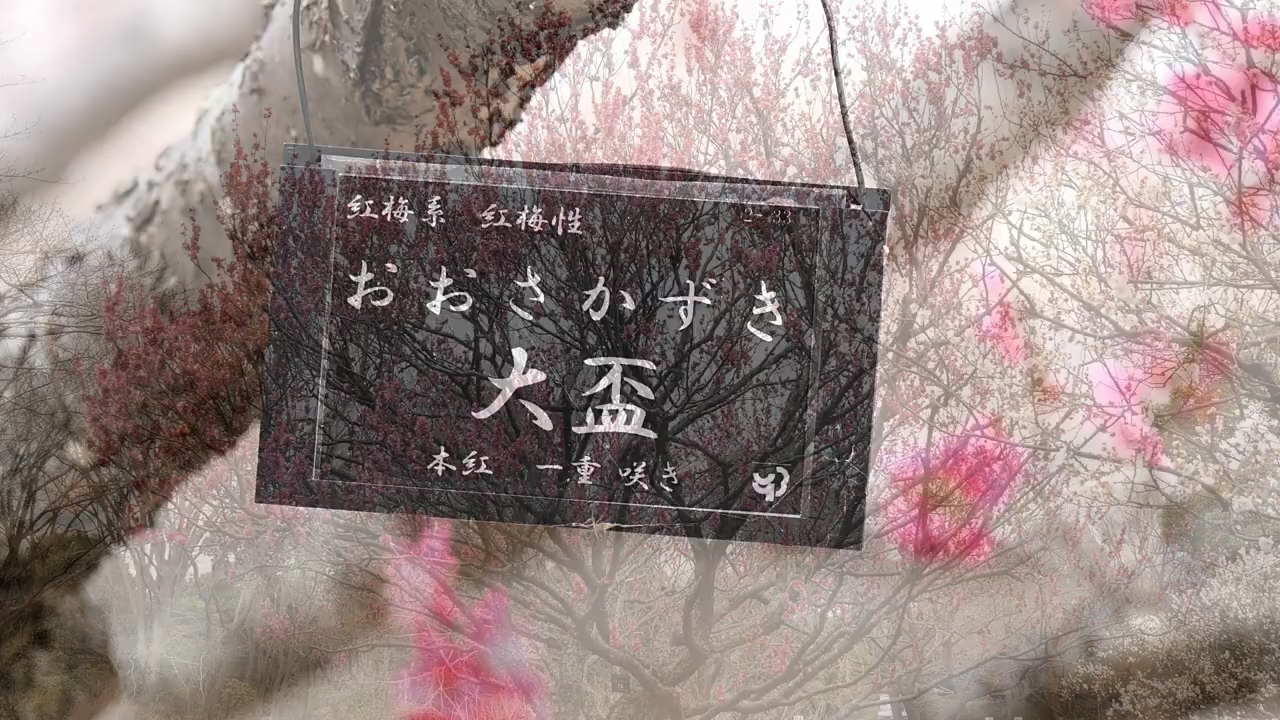 紅梅系 紅梅性 2-33
おおさかずき
大盃
本紅 一重咲き